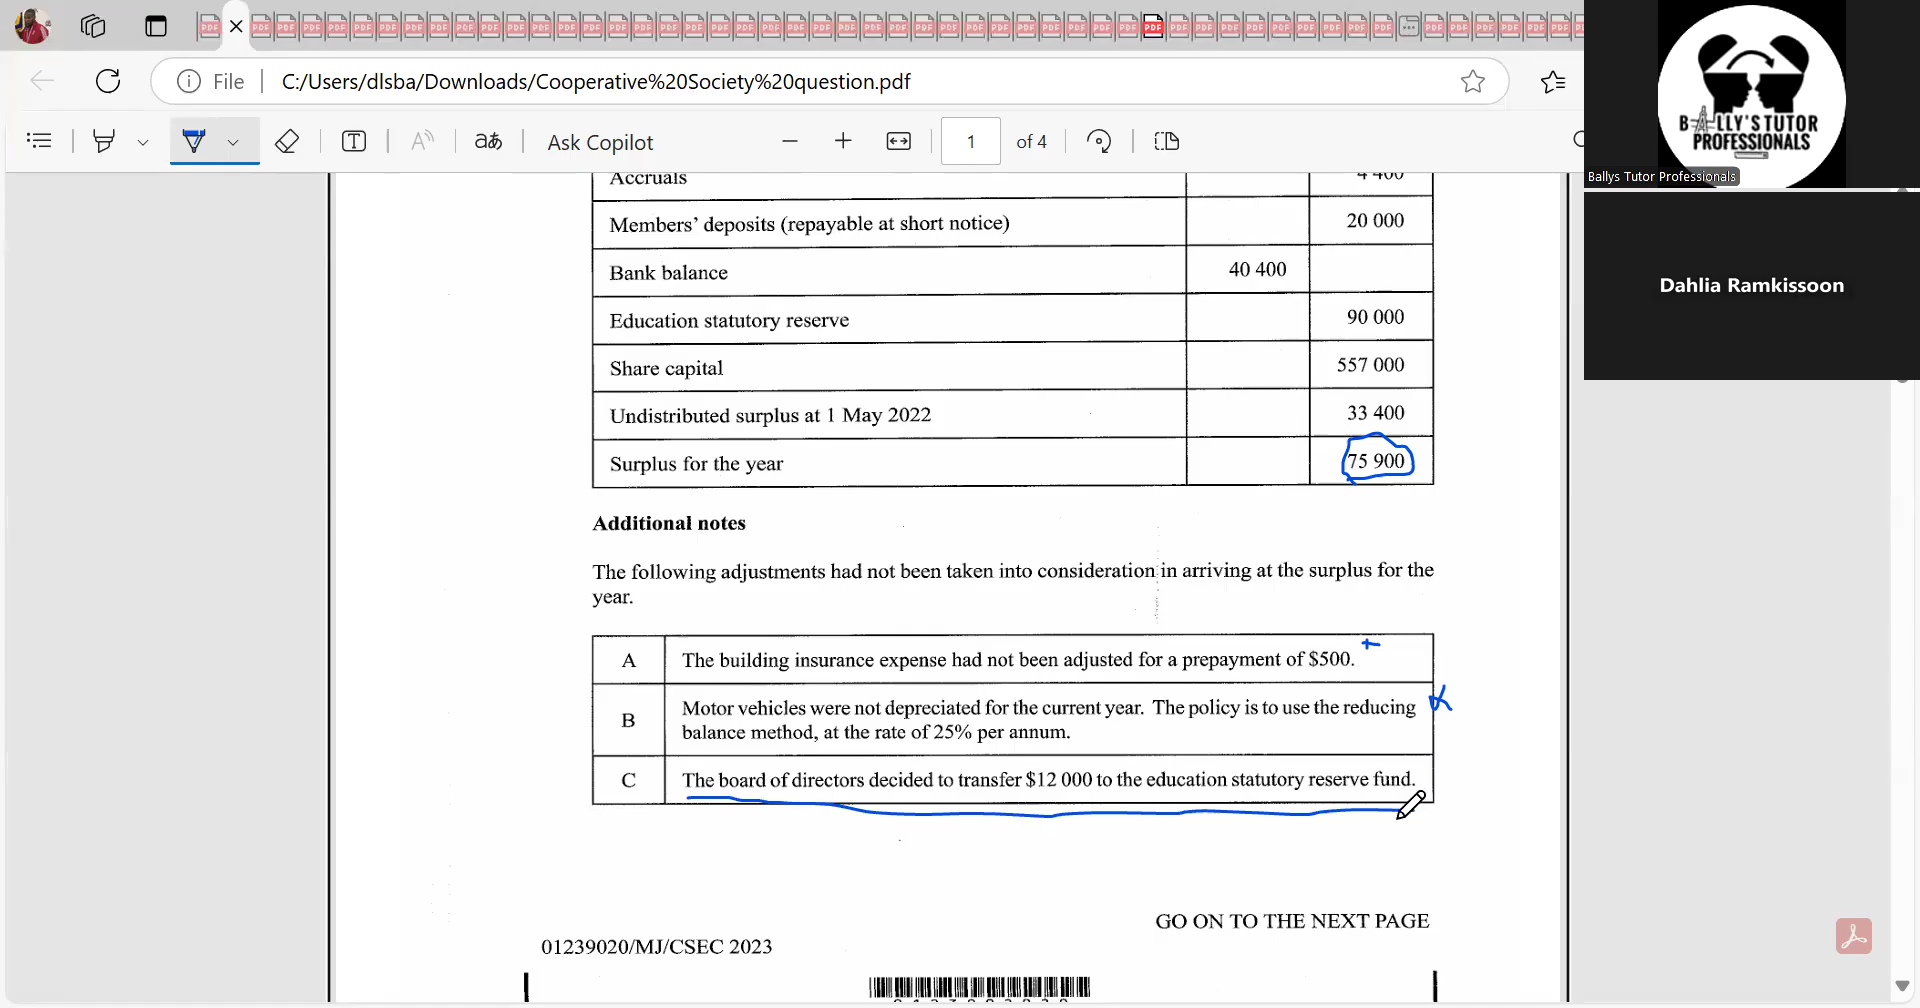 File
C:/Users/dlsba/Downloads/Cooperative%20Society%20question.pdf
Ask Copilot
1
of 4
BALLY'S TUTOR
PROFESSIONALS
Ballys Tutor Professionals
Dahlia Ramkissoon
Accruals 4 400
Members' deposits (repayable at short notice) 20 000
Bank balance 40 400
Education statutory reserve 90 000
Share capital 557 000
Undistributed surplus at 1 May 2022 33 400
Surplus for the year 75 900
Additional notes
The following adjustments had not been taken into consideration in arriving at the surplus for the
year.
A The building insurance expense had not been adjusted for a prepayment of $500.
B Motor vehicles were not depreciated for the current year. The policy is to use the reducing
balance method, at the rate of 25% per annum.
C The board of directors decided to transfer $12 000 to the education statutory reserve fund.
GO ON TO THE NEXT PAGE
01239020/MJ/CSEC 2023